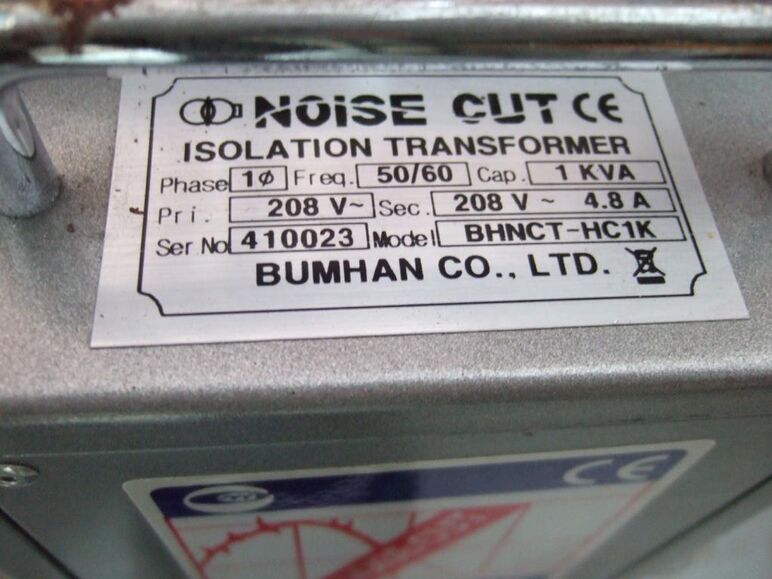 NOiSE CUT CE
ISOLATION TRANSFORMER
Phase 1ø Freq. 50/60 Cap. 1 KVA
Pri. 208 V~ Sec. 208 V ~ 4.8 A
Ser No 410023 Model BHNCT-HC1K
BUMHAN CO., LTD.
CE